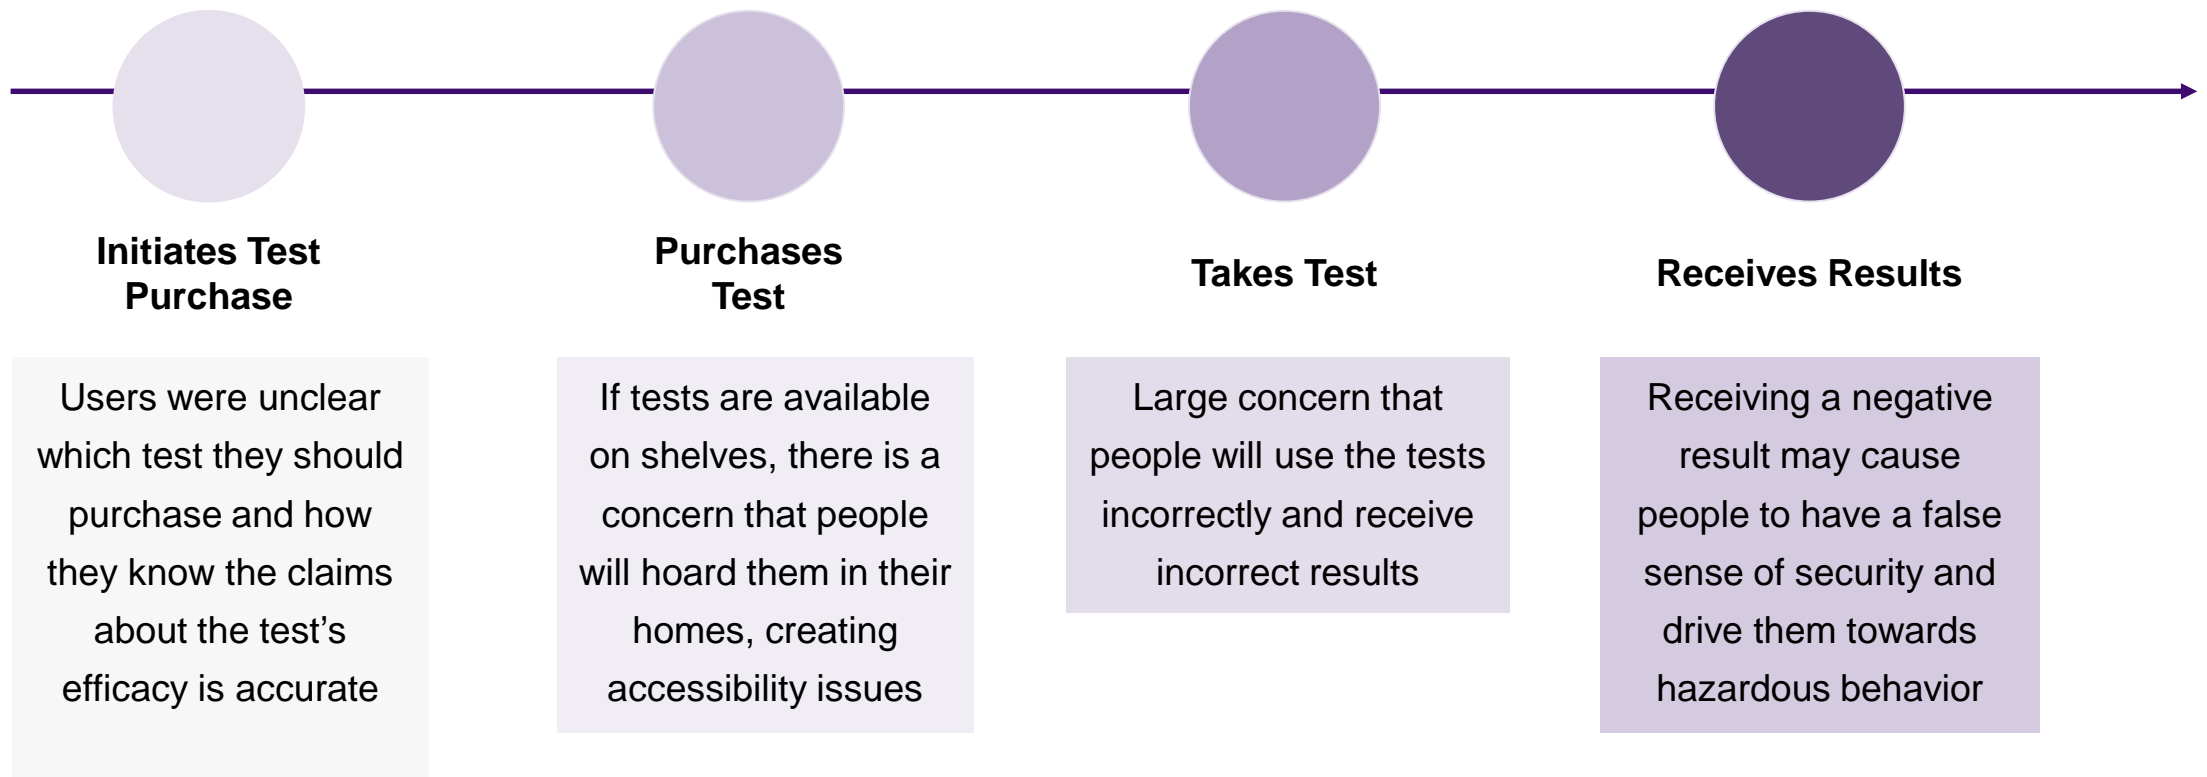 Initiates Test
Purchase
Purchases
Test
Takes Test
Receives Results
Users were unclear
which test they should
purchase and how
they know the claims
about the test’s
efficacy is accurate
If tests are available
on shelves, there is a
concern that people
will hoard them in their
homes, creating
accessibility issues
Large concern that
people will use the tests
incorrectly and receive
incorrect results
Receiving a negative
result may cause
people to have a false
sense of security and
drive them towards
hazardous behavior